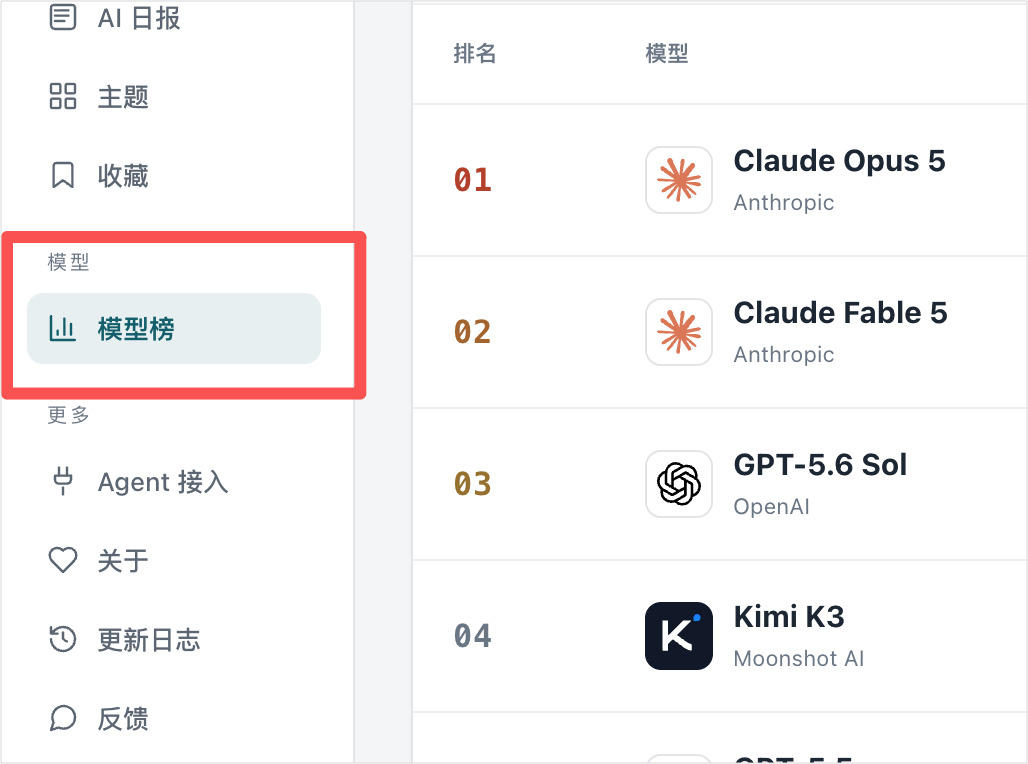 AI 日报
主题
收藏
模型
模型榜
更多
Agent 接入
关于
更新日志
反馈
排名
模型
01
Claude Opus 5
Anthropic
02
Claude Fable 5
Anthropic
03
GPT-5.6 Sol
OpenAI
04
Kimi K3
Moonshot AI